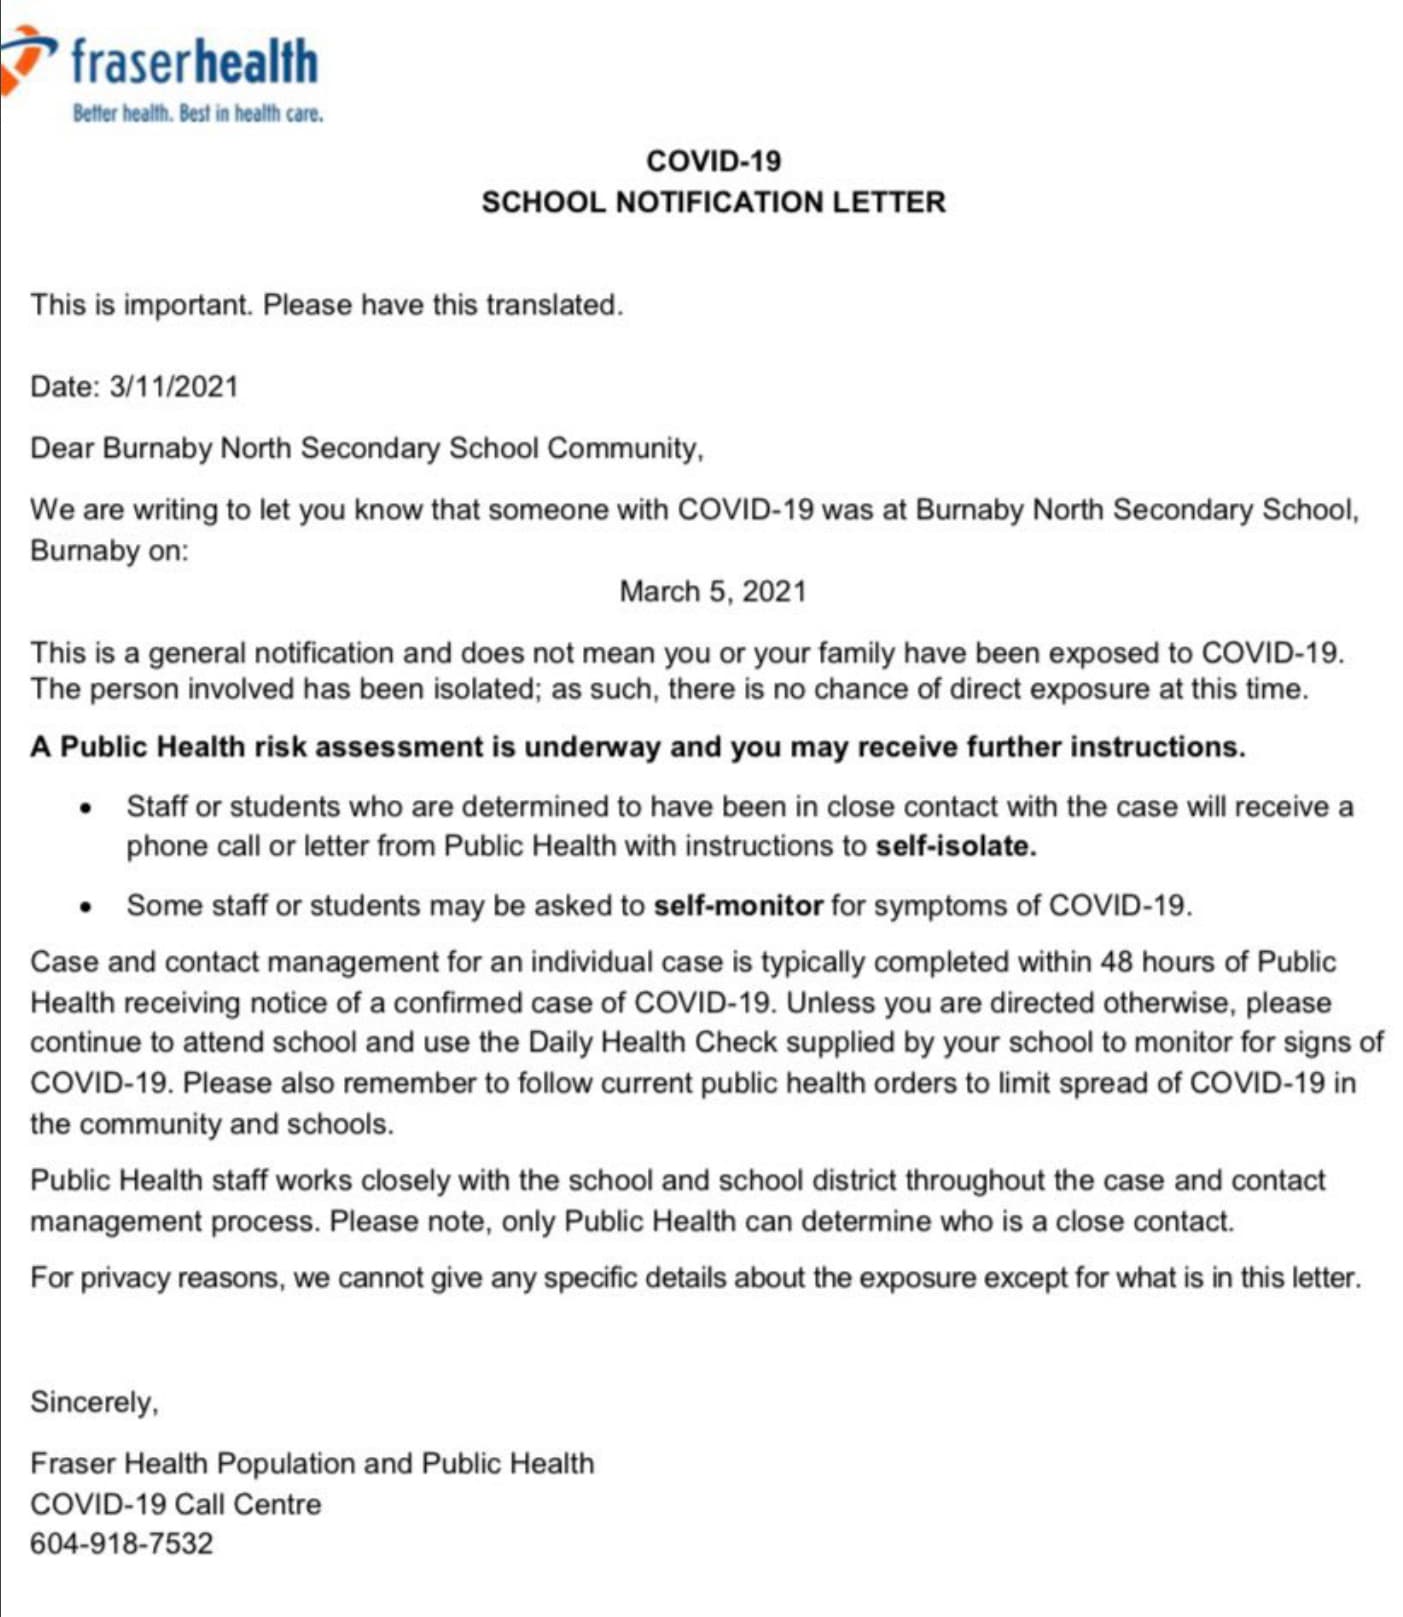 fraserhealth
Better health. Best in health care.
COVID-19
SCHOOL NOTIFICATION LETTER
This is important. Please have this translated.
Date: 3/11/2021
Dear Burnaby North Secondary School Community,
We are writing to let you know that someone with COVID-19 was at Burnaby North Secondary School,
Burnaby on:
March 5, 2021
This is a general notification and does not mean you or your family have been exposed to COVID-19.
The person involved has been isolated; as such, there is no chance of direct exposure at this time.
A Public Health risk assessment is underway and you may receive further instructions.
• Staff or students who are determined to have been in close contact with the case will receive a
phone call or letter from Public Health with instructions to self-isolate.
• Some staff or students may be asked to self-monitor for symptoms of COVID-19.
Case and contact management for an individual case is typically completed within 48 hours of Public
Health receiving notice of a confirmed case of COVID-19. Unless you are directed otherwise, please
continue to attend school and use the Daily Health Check supplied by your school to monitor for signs of
COVID-19. Please also remember to follow current public health orders to limit spread of COVID-19 in
the community and schools.
Public Health staff works closely with the school and school district throughout the case and contact
management process. Please note, only Public Health can determine who is a close contact.
For privacy reasons, we cannot give any specific details about the exposure except for what is in this letter.
Sincerely,
Fraser Health Population and Public Health
COVID-19 Call Centre
604-918-7532